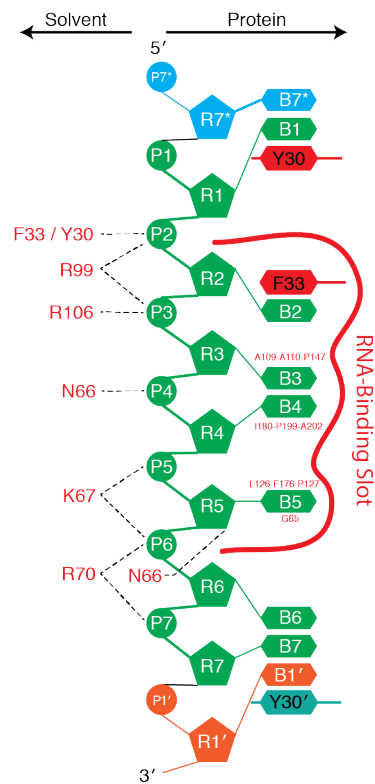 Solvent Protein
5′
P7*
B7*
R7*
B1
P1
Y30
R1
F33 / Y30
P2
R99
R2
F33
R106
P3
B2
R3
A109-A110-P147
B3
N66
P4
B4
R4
I180-P199-A202
RNA-Binding Slot
P5
L126-F176-P127
K67
R5
B5
G65
P6
R70
N66
R6
B6
P7
B7
R7
B1′
P1′
Y30′
R1′
3′